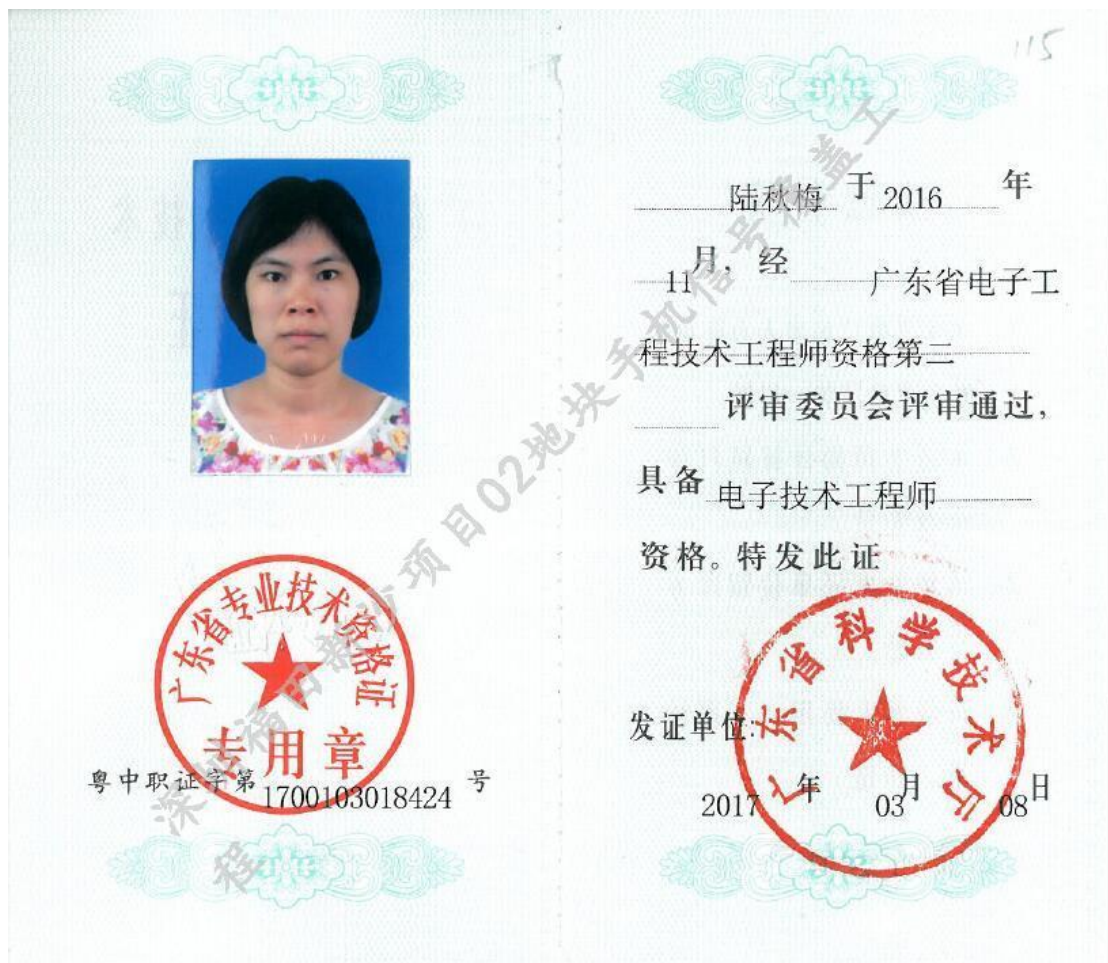 广东省专业技术资格证
专用章
粤中职证字第 1700103018424 号
115
陆秋梅 于 2016 年
11 月，经 广东省电子工
程技术工程师资格第二
评审委员会评审通过，
具备 电子技术工程师
资格。特发此证
广东省科学技术厅
发证单位：
2017 年 03 月 08 日
深圳福田新沙项目02地块手机信号覆盖工
程